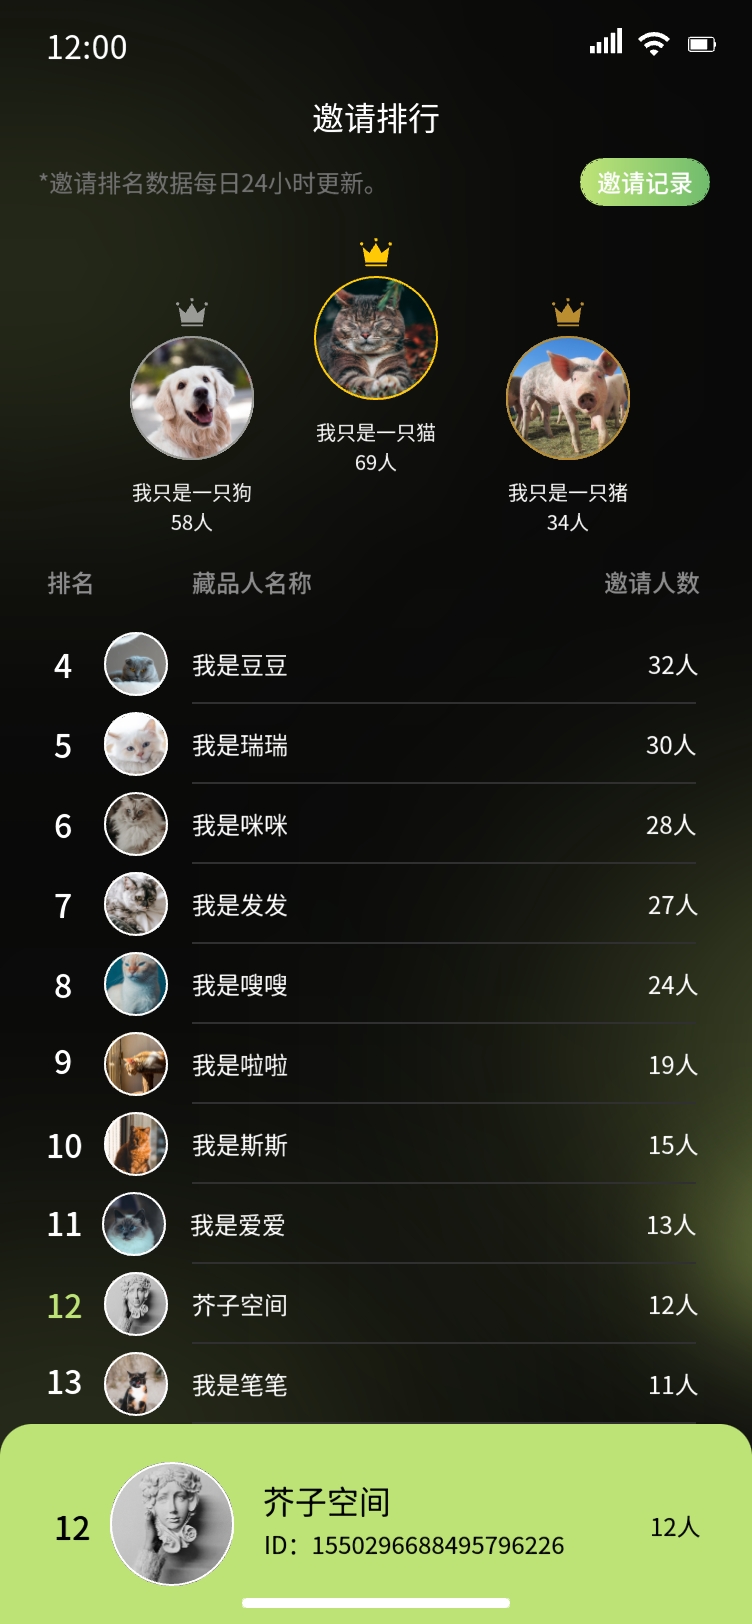 12:00
邀请排行
*邀请排名数据每日24小时更新。
邀请记录
我只是一只猫
69人
我只是一只狗
58人
我只是一只猪
34人
排名 藏品人名称 邀请人数
4 我是豆豆 32人
5 我是瑞瑞 30人
6 我是咪咪 28人
7 我是发发 27人
8 我是嗖嗖 24人
9 我是啦啦 19人
10 我是斯斯 15人
11 我是爱爱 13人
12 芥子空间 12人
13 我是笔笔 11人
12 芥子空间 12人
ID：1550296688495796226